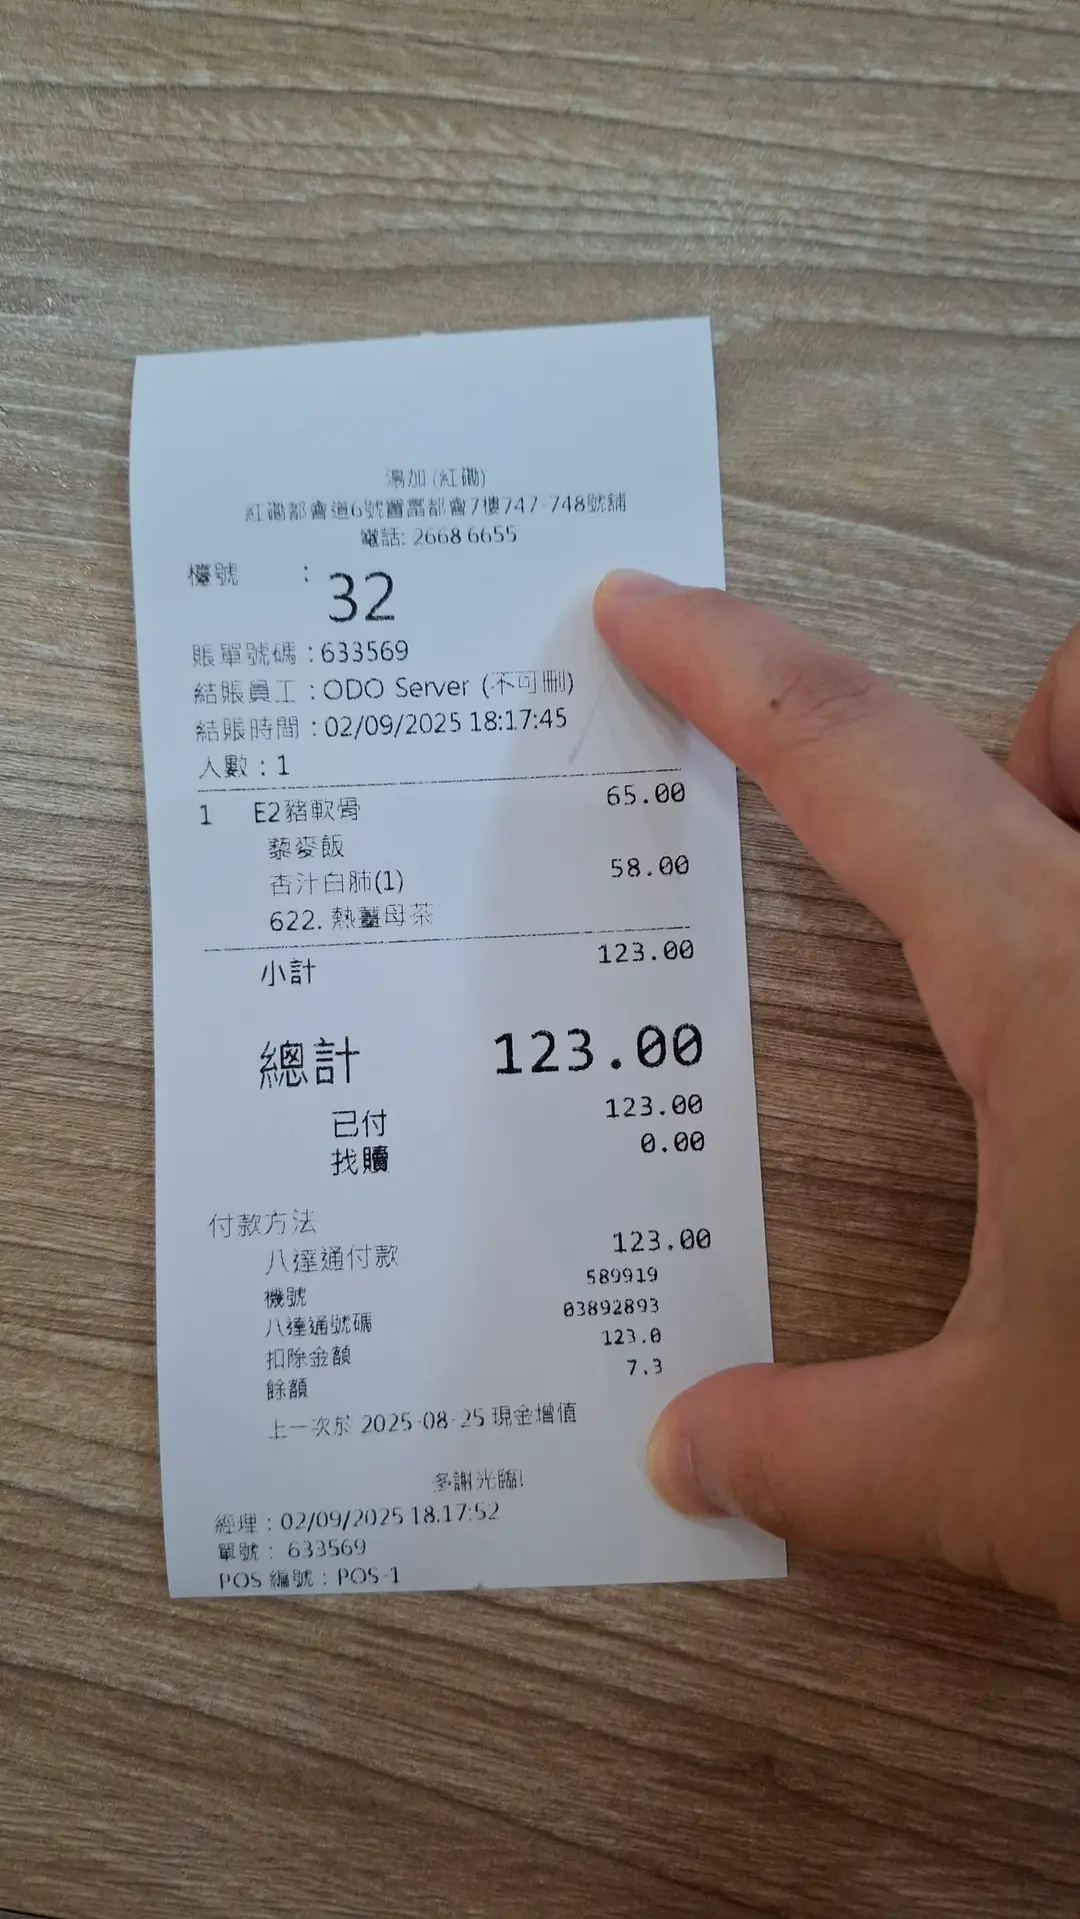 湯加 (紅磡)
紅磡都會道6號置富都會7樓747-748號舖
電話: 2668 6655
檯號 : 32
賬單號碼 : 633569
結賬員工 : ODO Server (不可刪)
結賬時間 : 02/09/2025 18:17:45
人數 : 1
1 E2豬軟骨 65.00
藜麥飯
杏汁白肺(1) 58.00
622. 熱薑母茶
小計 123.00
總計 123.00
已付 123.00
找贖 0.00
付款方法
八達通付款 123.00
機號 589919
八達通號碼 03892893
扣除金額 123.0
餘額 7.3
上一次於 2025-08-25 現金增值
多謝光臨!
經理 : 02/09/2025 18:17:52
單號 : 633569
POS 編號 : POS-1